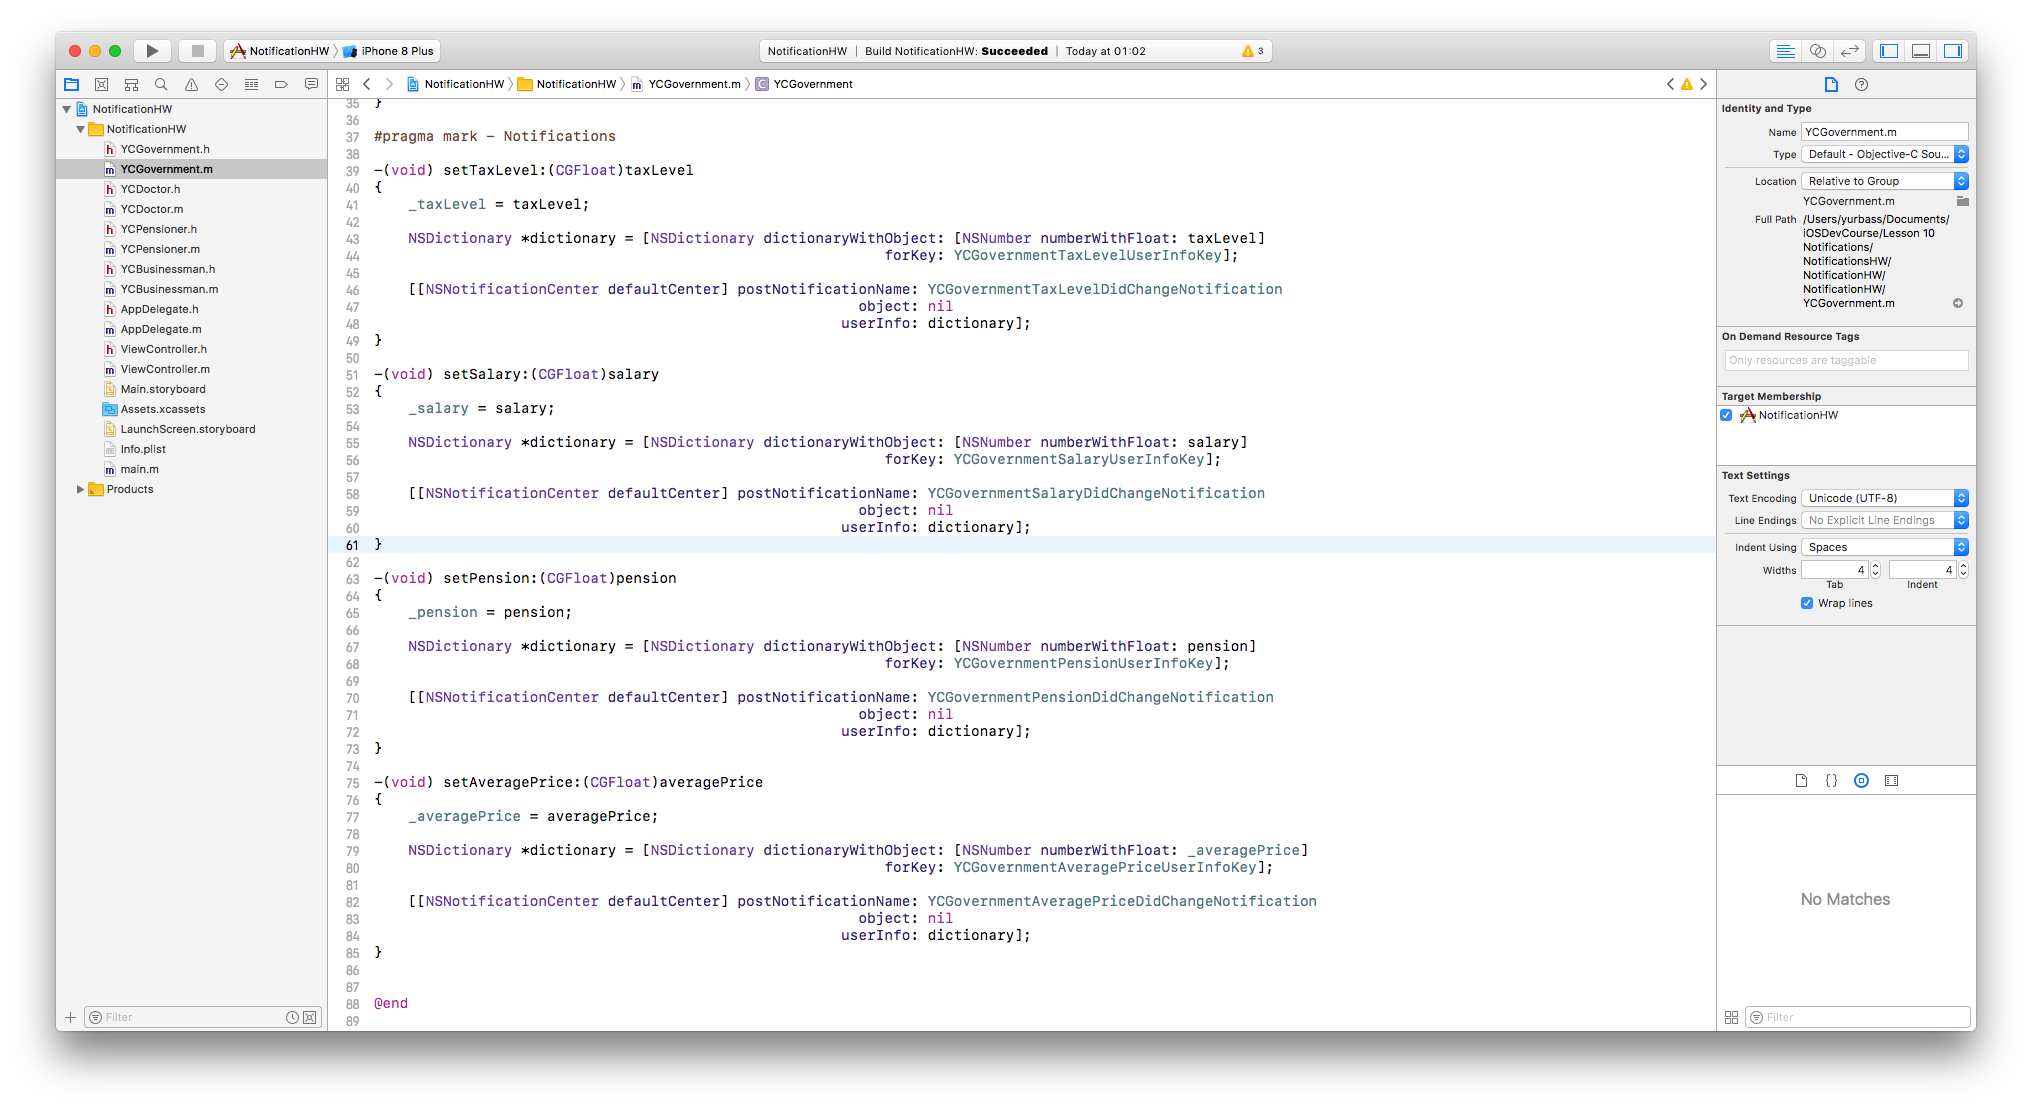 NotificationHW 〉 iPhone 8 Plus
NotificationHW | Build NotificationHW: Succeeded | Today at 01:02
3
NotificationHW
NotificationHW
YCGovernment.h
YCGovernment.m
YCDoctor.h
YCDoctor.m
YCPensioner.h
YCPensioner.m
YCBusinessman.h
YCBusinessman.m
AppDelegate.h
AppDelegate.m
ViewController.h
ViewController.m
Main.storyboard
Assets.xcassets
LaunchScreen.storyboard
Info.plist
main.m
Products
Filter
NotificationHW 〉 NotificationHW 〉 YCGovernment.m 〉 YCGovernment
35 }
36
37 #pragma mark - Notifications
38
39 -(void) setTaxLevel:(CGFloat)taxLevel
40 {
41     _taxLevel = taxLevel;
42
43     NSDictionary *dictionary = [NSDictionary dictionaryWithObject: [NSNumber numberWithFloat: taxLevel]
44                                                            forKey: YCGovernmentTaxLevelUserInfoKey];
45
46     [[NSNotificationCenter defaultCenter] postNotificationName: YCGovernmentTaxLevelDidChangeNotification
47                                                         object: nil
48                                                       userInfo: dictionary];
49 }
50
51 -(void) setSalary:(CGFloat)salary
52 {
53     _salary = salary;
54
55     NSDictionary *dictionary = [NSDictionary dictionaryWithObject: [NSNumber numberWithFloat: salary]
56                                                            forKey: YCGovernmentSalaryUserInfoKey];
57
58     [[NSNotificationCenter defaultCenter] postNotificationName: YCGovernmentSalaryDidChangeNotification
59                                                         object: nil
60                                                       userInfo: dictionary];
61 }
62
63 -(void) setPension:(CGFloat)pension
64 {
65     _pension = pension;
66
67     NSDictionary *dictionary = [NSDictionary dictionaryWithObject: [NSNumber numberWithFloat: pension]
68                                                            forKey: YCGovernmentPensionUserInfoKey];
69
70     [[NSNotificationCenter defaultCenter] postNotificationName: YCGovernmentPensionDidChangeNotification
71                                                         object: nil
72                                                       userInfo: dictionary];
73 }
74
75 -(void) setAveragePrice:(CGFloat)averagePrice
76 {
77     _averagePrice = averagePrice;
78
79     NSDictionary *dictionary = [NSDictionary dictionaryWithObject: [NSNumber numberWithFloat: _averagePrice]
80                                                            forKey: YCGovernmentAveragePriceUserInfoKey];
81
82     [[NSNotificationCenter defaultCenter] postNotificationName: YCGovernmentAveragePriceDidChangeNotification
83                                                         object: nil
84                                                       userInfo: dictionary];
85 }
86
87
88 @end
89
Identity and Type
Name YCGovernment.m
Type Default - Objective-C Sou...
Location Relative to Group
YCGovernment.m
Full Path /Users/yurbass/Documents/
iOSDevCourse/Lesson 10
Notifications/
NotificationsHW/
NotificationHW/
NotificationHW/
YCGovernment.m
On Demand Resource Tags
Only resources are taggable
Target Membership
NotificationHW
Text Settings
Text Encoding Unicode (UTF-8)
Line Endings No Explicit Line Endings
Indent Using Spaces
Widths 4 4
Tab Indent
Wrap lines
{}
No Matches
Filter